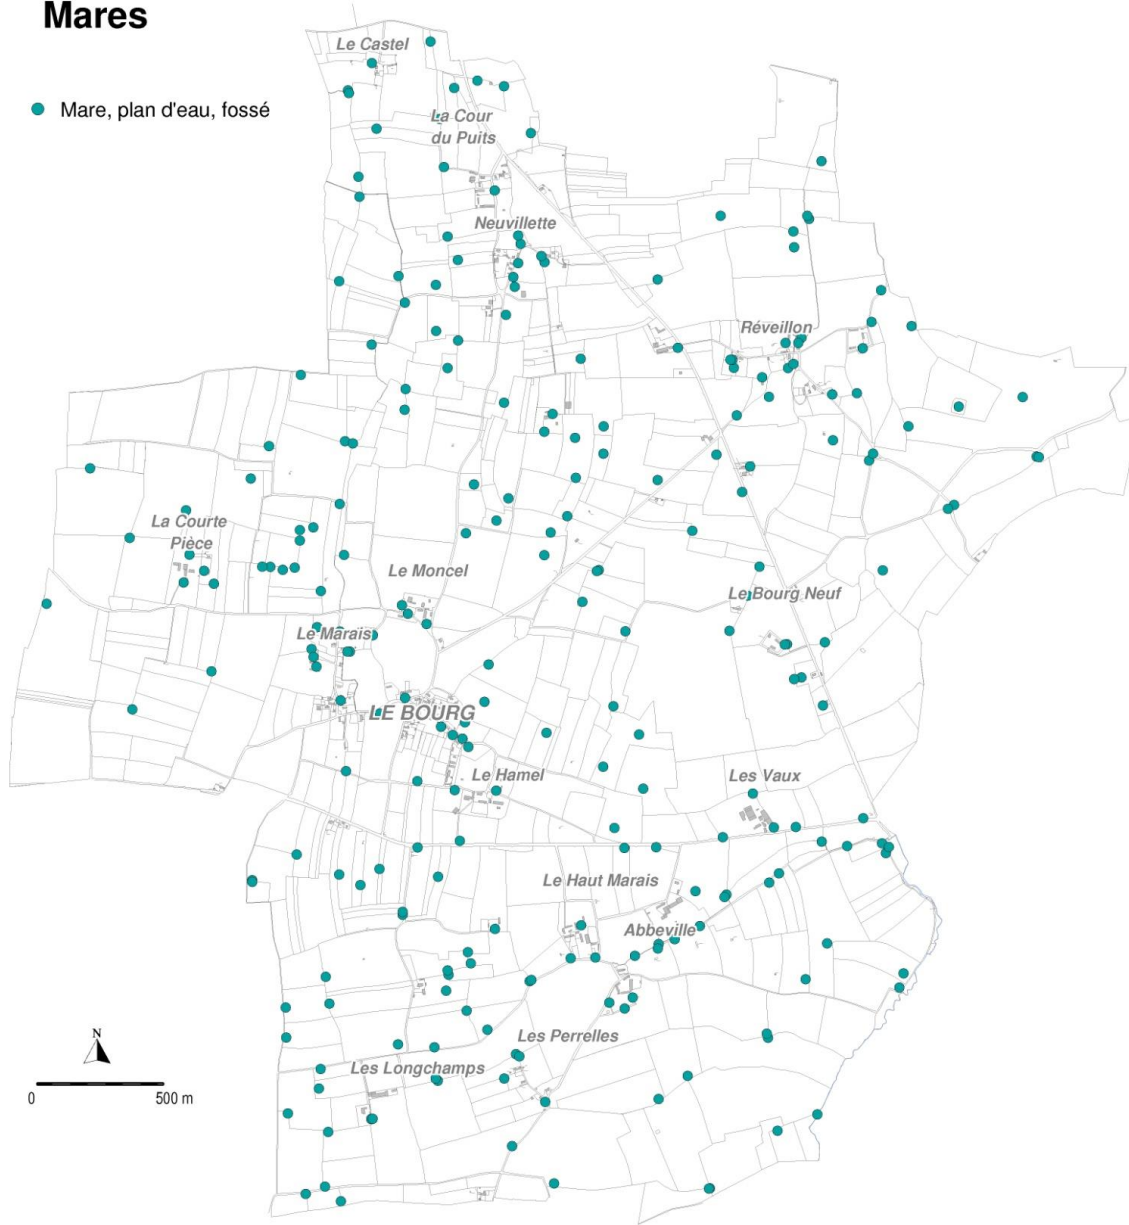 Mares
Le Castel
Mare, plan d'eau, fossé
La Cour
du Puits
Neuvillette
Réveillon
La Courte
Pièce
Le Moncel
Le Bourg Neuf
Le Marais
LE BOURG
Le Hamel
Les Vaux
Le Haut Marais
Abbeville
N
Les Perrelles
Les Longchamps
0
500 m